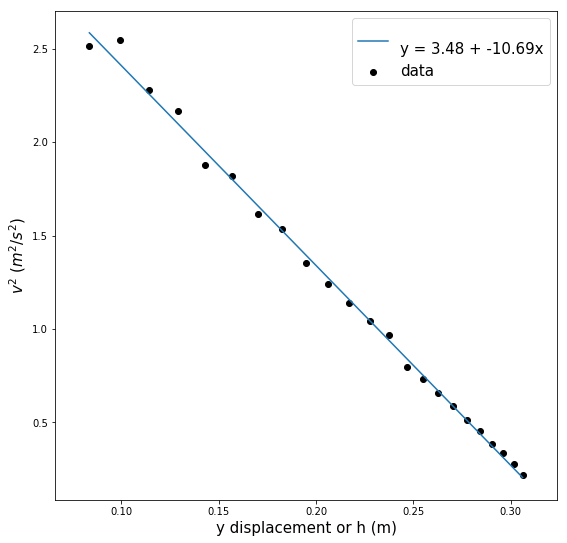 y = 3.48 + -10.69x
data
2.5
2.0
1.5
1.0
0.5
v² (m²/s²)
0.10 0.15 0.20 0.25 0.30
y displacement or h (m)